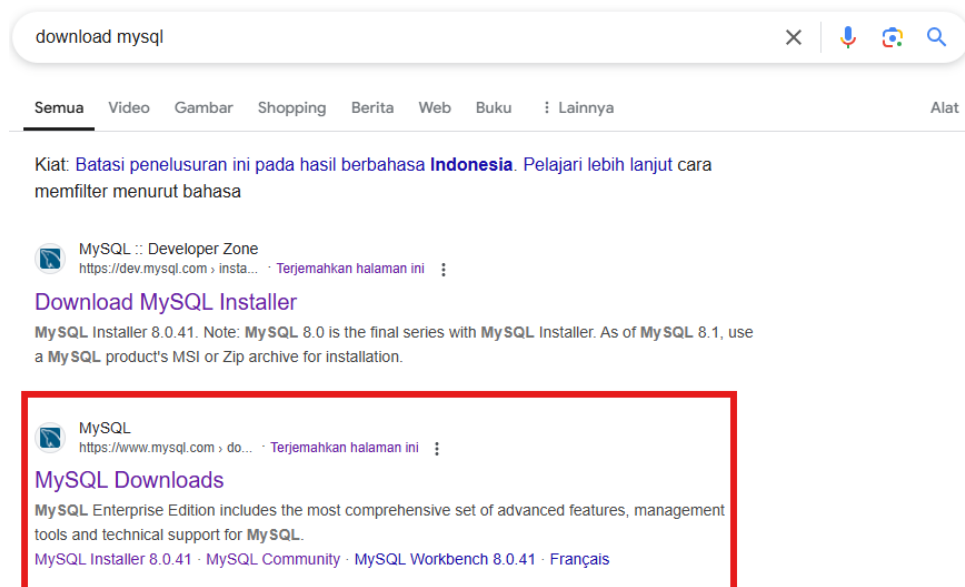 download mysql
Semua Video Gambar Shopping Berita Web Buku Lainnya Alat
Kiat: Batasi penelusuran ini pada hasil berbahasa Indonesia. Pelajari lebih lanjut cara
memfilter menurut bahasa
MySQL :: Developer Zone
https://dev.mysql.com › insta... · Terjemahkan halaman ini
Download MySQL Installer
MySQL Installer 8.0.41. Note: MySQL 8.0 is the final series with MySQL Installer. As of MySQL 8.1, use
a MySQL product's MSI or Zip archive for installation.
MySQL
https://www.mysql.com › do... · Terjemahkan halaman ini
MySQL Downloads
MySQL Enterprise Edition includes the most comprehensive set of advanced features, management
tools and technical support for MySQL.
MySQL Installer 8.0.41 · MySQL Community · MySQL Workbench 8.0.41 · Français